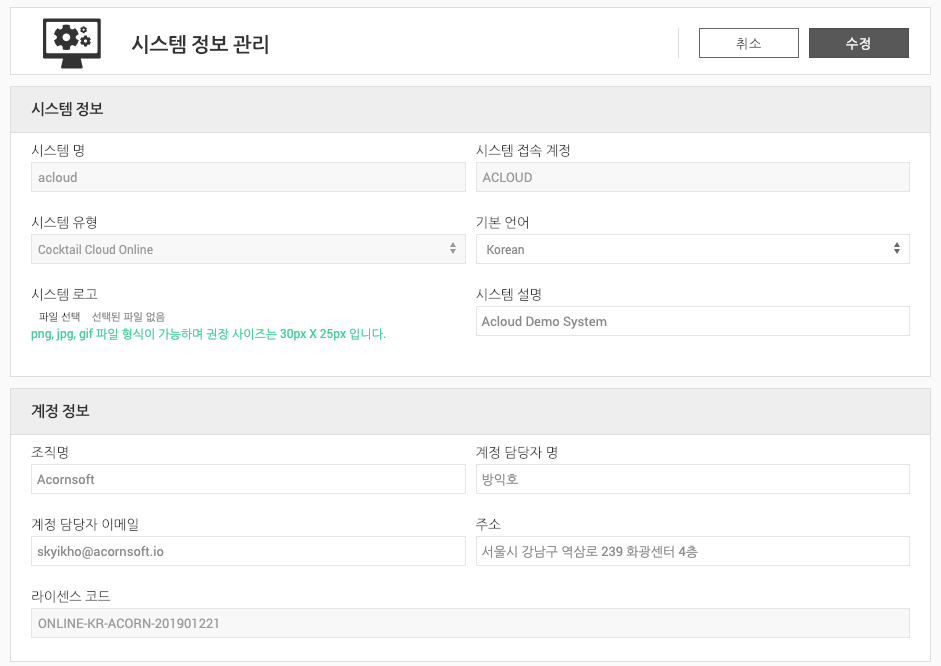 시스템 정보 관리
취소
수정
시스템 정보
시스템 명
시스템 접속 계정
acloud
ACLOUD
시스템 유형
기본 언어
Cocktail Cloud Online
Korean
시스템 로고
시스템 설명
파일 선택 선택된 파일 없음
Acloud Demo System
png, jpg, gif 파일 형식이 가능하며 권장 사이즈는 30px X 25px 입니다.
계정 정보
조직명
계정 담당자 명
Acornsoft
방익호
계정 담당자 이메일
주소
skyikho@acornsoft.io
서울시 강남구 역삼로 239 화광센터 4층
라이센스 코드
ONLINE-KR-ACORN-201901221